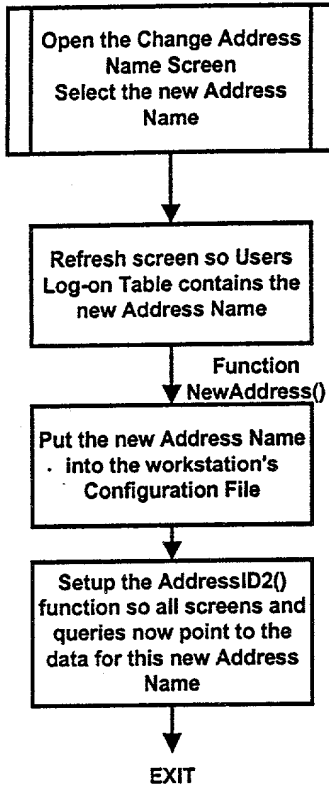 Open the Change Address
Name Screen
Select the new Address
Name
Refresh screen so Users
Log-on Table contains the
new Address Name
Function
NewAddress()
Put the new Address Name
into the workstation's
Configuration File
Setup the AddressID2()
function so all screens and
queries now point to the
data for this new Address
Name
EXIT